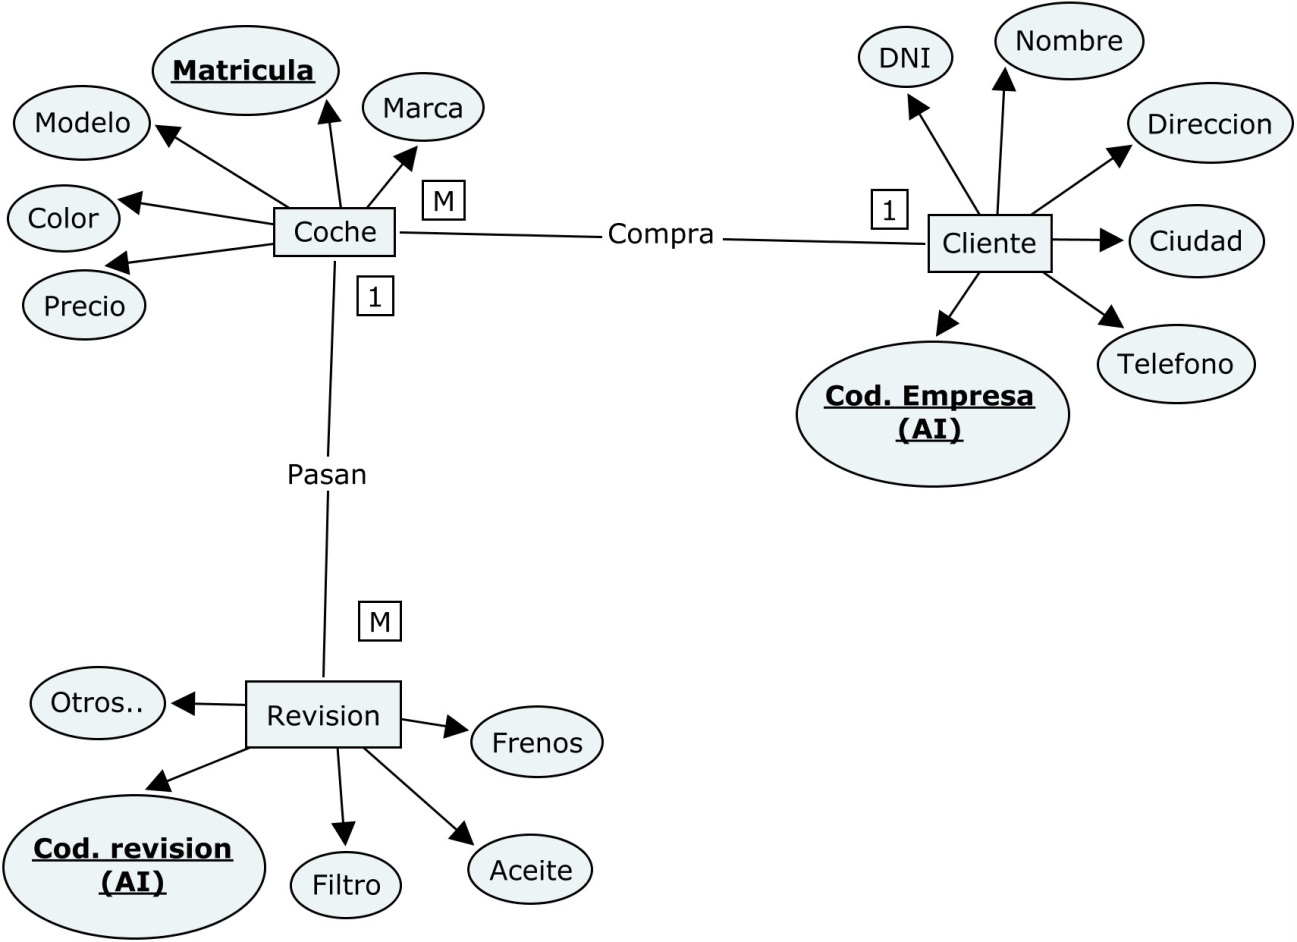 Nombre
DNI
Matricula
Marca
Modelo
Direccion
M
1
Color
Coche
Compra
Cliente
Ciudad
Precio
1
Telefono
Cod. Empresa
(AI)
Pasan
M
Otros..
Revision
Frenos
Cod. revision
(AI)
Filtro
Aceite